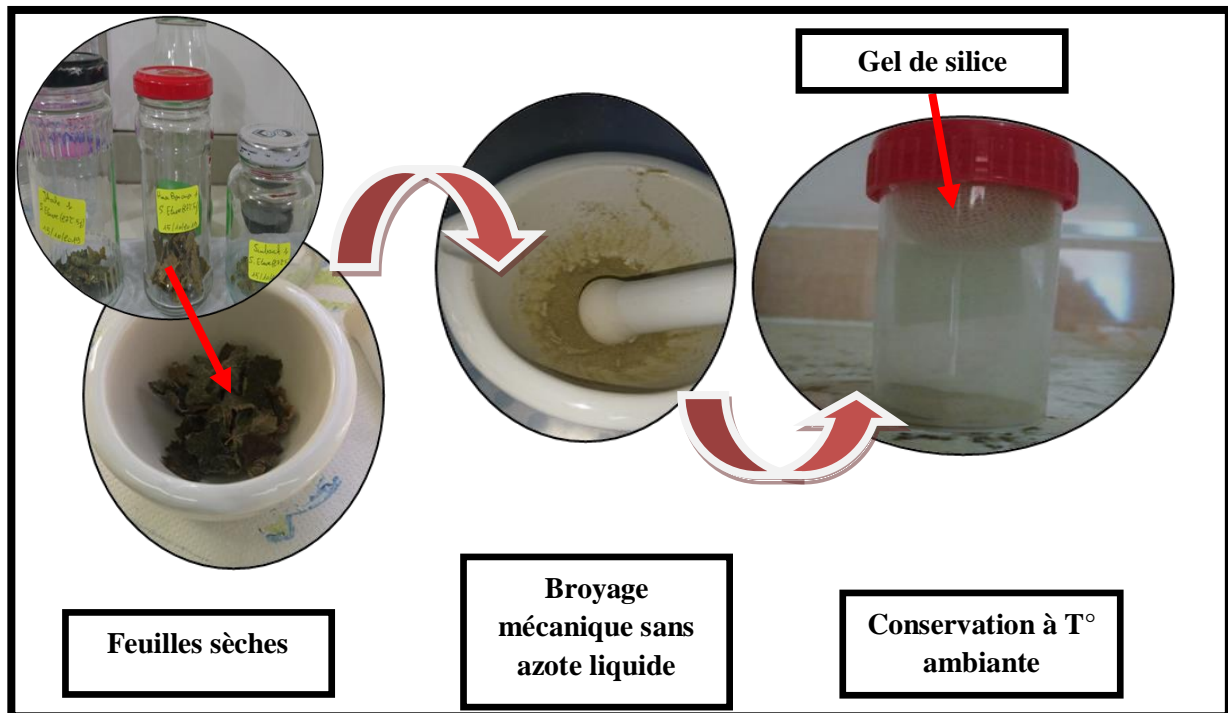 Gel de silice
Feuilles sèches
Broyage
mécanique sans
azote liquide
Conservation à T°
ambiante